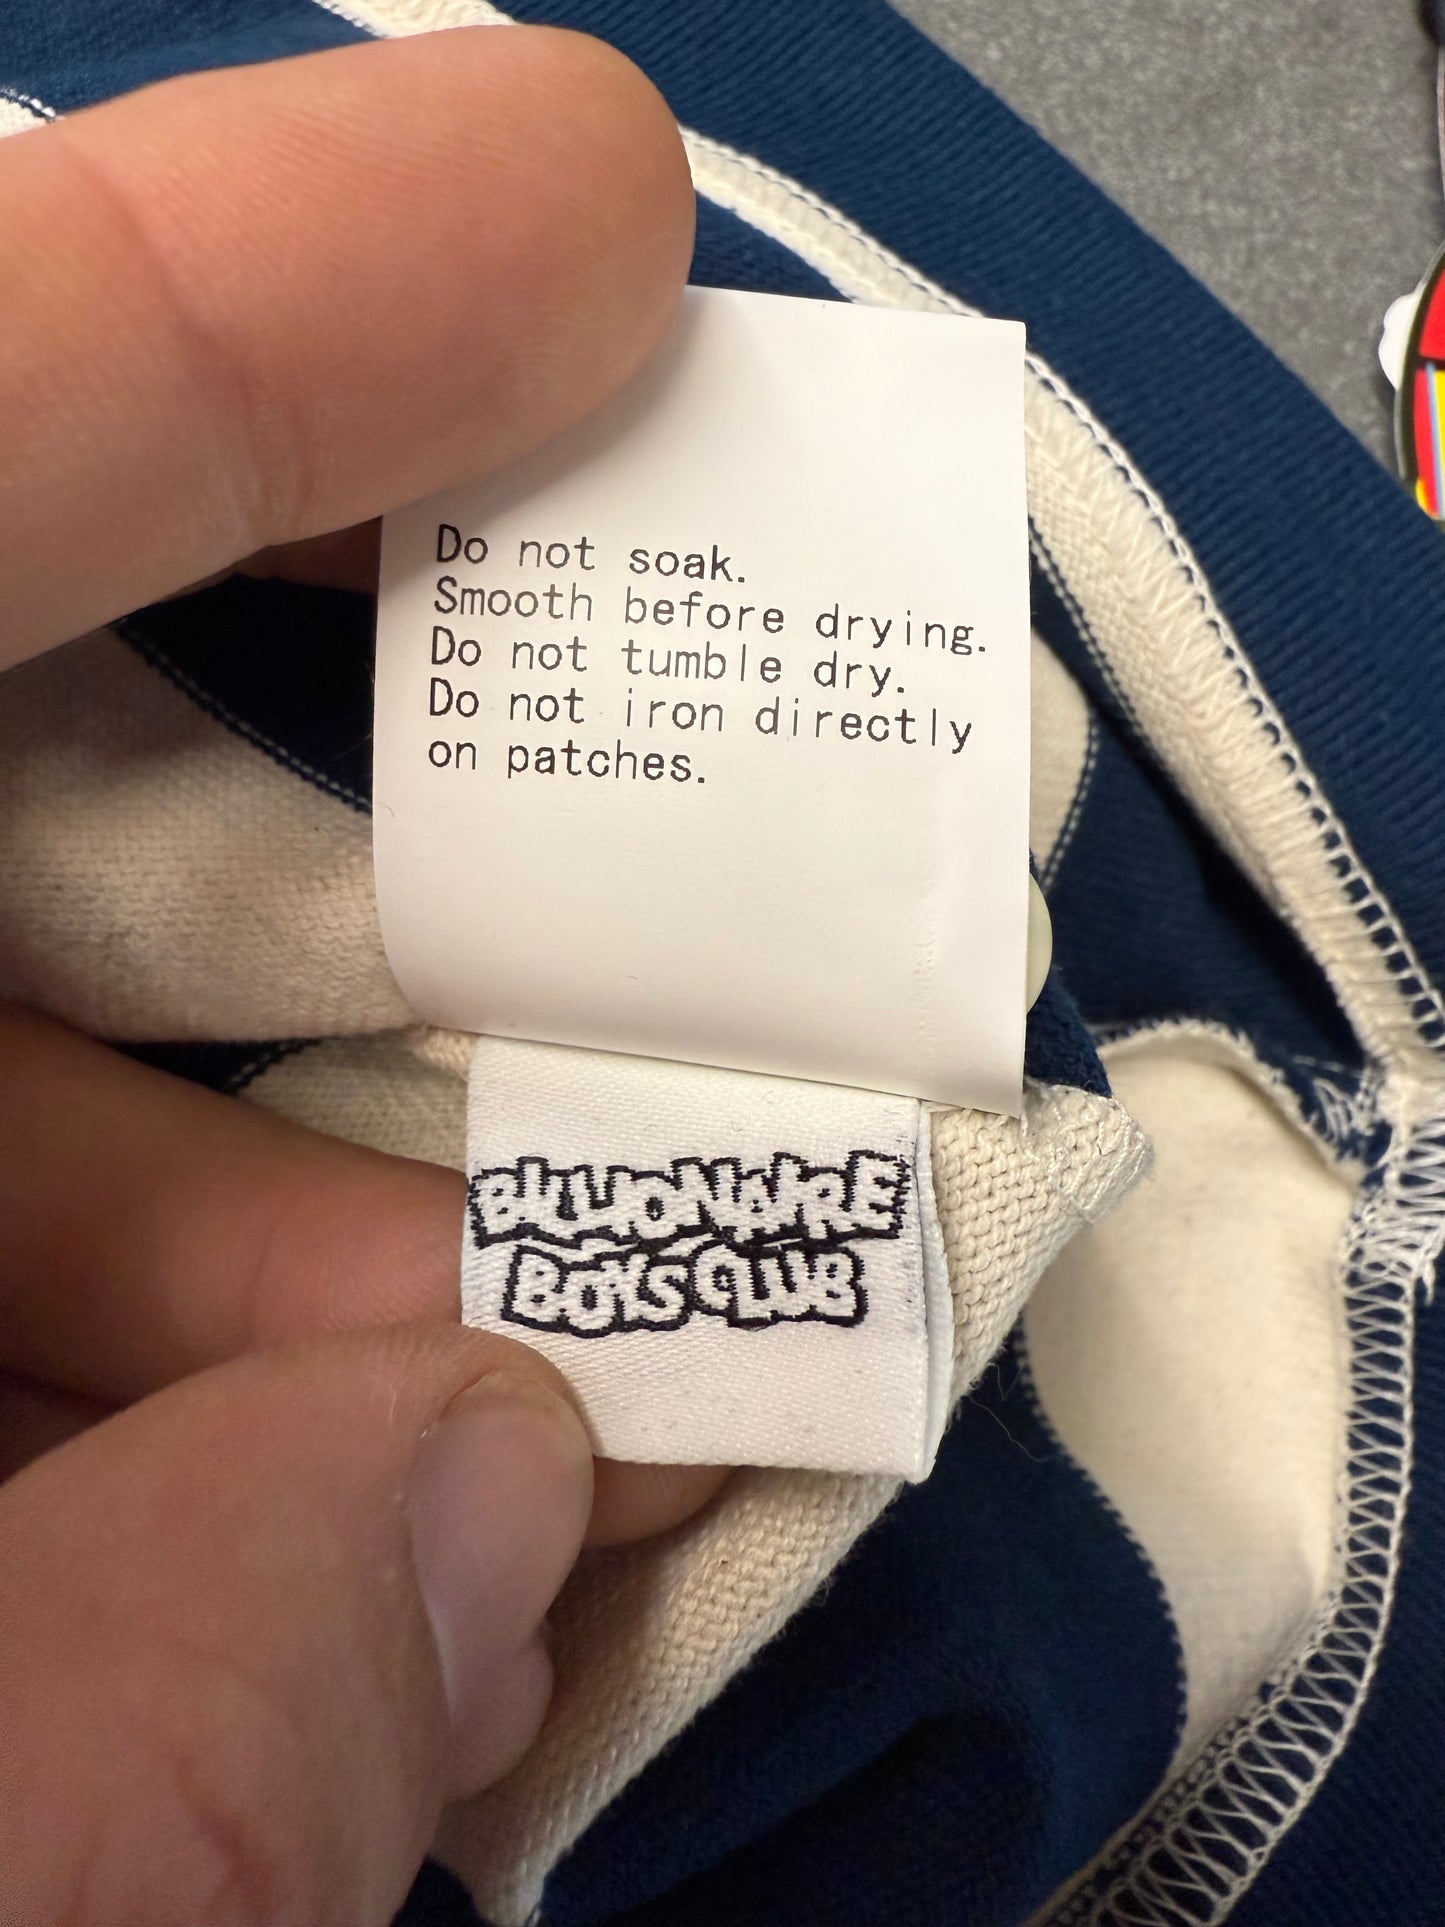 Do not soak.
Smooth before drying.
Do not tumble dry.
Do not iron directly
on patches.
BILLIONAIRE
BOYS CLUB